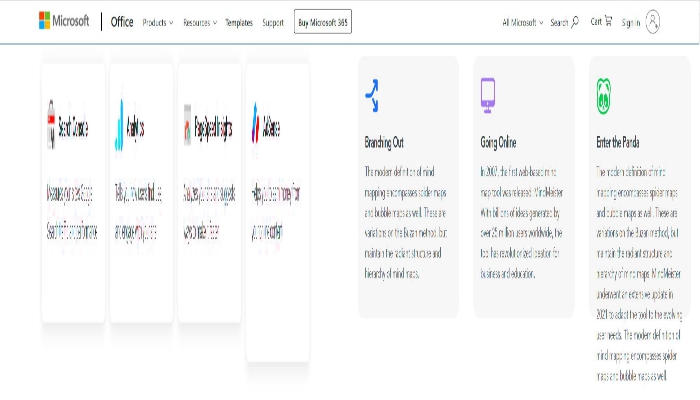 Microsoft
Office
Products
Resources
Templates
Support
Buy Microsoft 365
All Microsoft
Search
Cart
Sign in
Search Console
Analytics
PageSpeed Insights
AdSense
Branching Out
The modern definition of mind
mapping encompasses spider maps
and bubble maps as well. These are
variations on the Buzan method, but
maintain the radiant structure and
hierarchy of mind maps.
Going Online
In 2007, the first web-based mind
map tool was released: MindMeister.
With billions of ideas generated by
over 25 million users worldwide, the
tool has revolutionized ideation for
business and education.
Enter the Panda
The modern definition of mind
mapping encompasses spider maps
and bubble maps as well. These are
variations on the Buzan method, but
maintain the radiant structure and
hierarchy of mind maps. MindMeister
underwent an extensive update in
2021 to adapt the tool to the evolving
user needs. The modern definition of
mind mapping encompasses spider
maps and bubble maps as well.